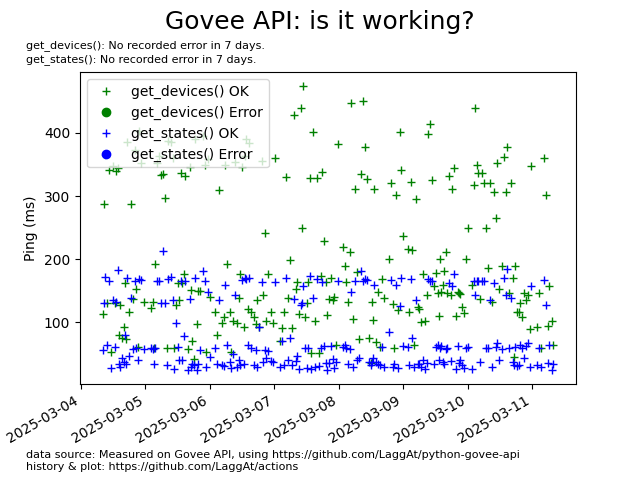 Govee API: is it working?
get_devices(): No recorded error in 7 days.
get_states(): No recorded error in 7 days.
get_devices() OK
get_devices() Error
get_states() OK
get_states() Error
Ping (ms)
400
300
200
100
2025-03-04
2025-03-05
2025-03-06
2025-03-07
2025-03-08
2025-03-09
2025-03-10
2025-03-11
data source: Measured on Govee API, using https://github.com/LaggAt/python-govee-api
history & plot: https://github.com/LaggAt/actions